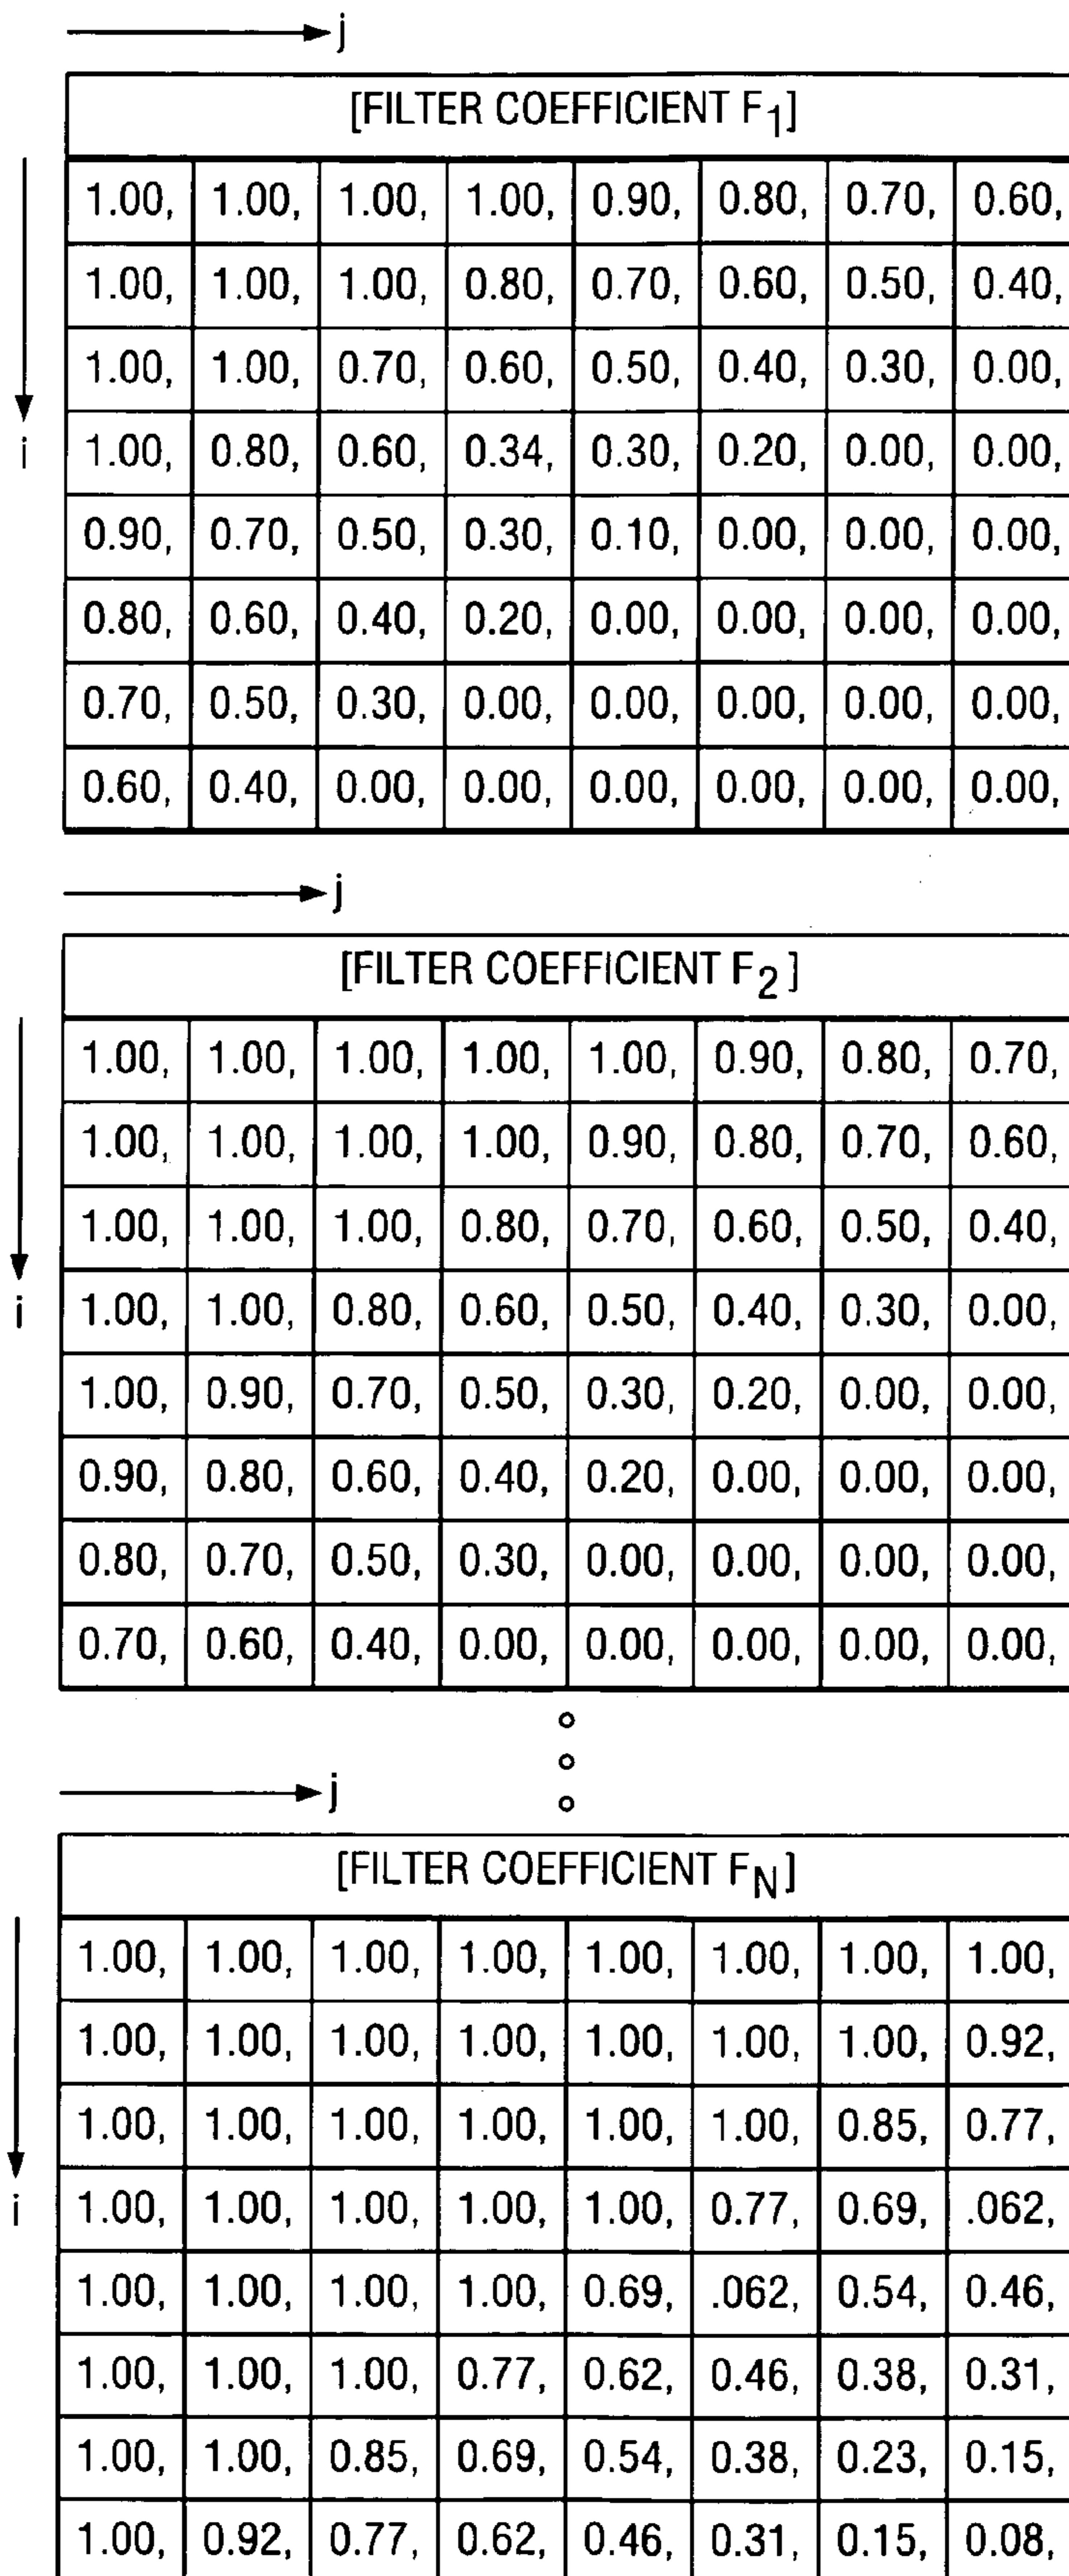 j
[FILTER COEFFICIENT F1]
i
1.00, 1.00, 1.00, 1.00, 0.90, 0.80, 0.70, 0.60,
1.00, 1.00, 1.00, 0.80, 0.70, 0.60, 0.50, 0.40,
1.00, 1.00, 0.70, 0.60, 0.50, 0.40, 0.30, 0.00,
1.00, 0.80, 0.60, 0.34, 0.30, 0.20, 0.00, 0.00,
0.90, 0.70, 0.50, 0.30, 0.10, 0.00, 0.00, 0.00,
0.80, 0.60, 0.40, 0.20, 0.00, 0.00, 0.00, 0.00,
0.70, 0.50, 0.30, 0.00, 0.00, 0.00, 0.00, 0.00,
0.60, 0.40, 0.00, 0.00, 0.00, 0.00, 0.00, 0.00,
j
[FILTER COEFFICIENT F2]
i
1.00, 1.00, 1.00, 1.00, 1.00, 0.90, 0.80, 0.70,
1.00, 1.00, 1.00, 1.00, 0.90, 0.80, 0.70, 0.60,
1.00, 1.00, 1.00, 0.80, 0.70, 0.60, 0.50, 0.40,
1.00, 1.00, 0.80, 0.60, 0.50, 0.40, 0.30, 0.00,
1.00, 0.90, 0.70, 0.50, 0.30, 0.20, 0.00, 0.00,
0.90, 0.80, 0.60, 0.40, 0.20, 0.00, 0.00, 0.00,
0.80, 0.70, 0.50, 0.30, 0.00, 0.00, 0.00, 0.00,
0.70, 0.60, 0.40, 0.00, 0.00, 0.00, 0.00, 0.00,
j
[FILTER COEFFICIENT FN]
i
1.00, 1.00, 1.00, 1.00, 1.00, 1.00, 1.00, 1.00,
1.00, 1.00, 1.00, 1.00, 1.00, 1.00, 1.00, 0.92,
1.00, 1.00, 1.00, 1.00, 1.00, 1.00, 0.85, 0.77,
1.00, 1.00, 1.00, 1.00, 1.00, 0.77, 0.69, .062,
1.00, 1.00, 1.00, 1.00, 0.69, .062, 0.54, 0.46,
1.00, 1.00, 1.00, 0.77, 0.62, 0.46, 0.38, 0.31,
1.00, 1.00, 0.85, 0.69, 0.54, 0.38, 0.23, 0.15,
1.00, 0.92, 0.77, 0.62, 0.46, 0.31, 0.15, 0.08,